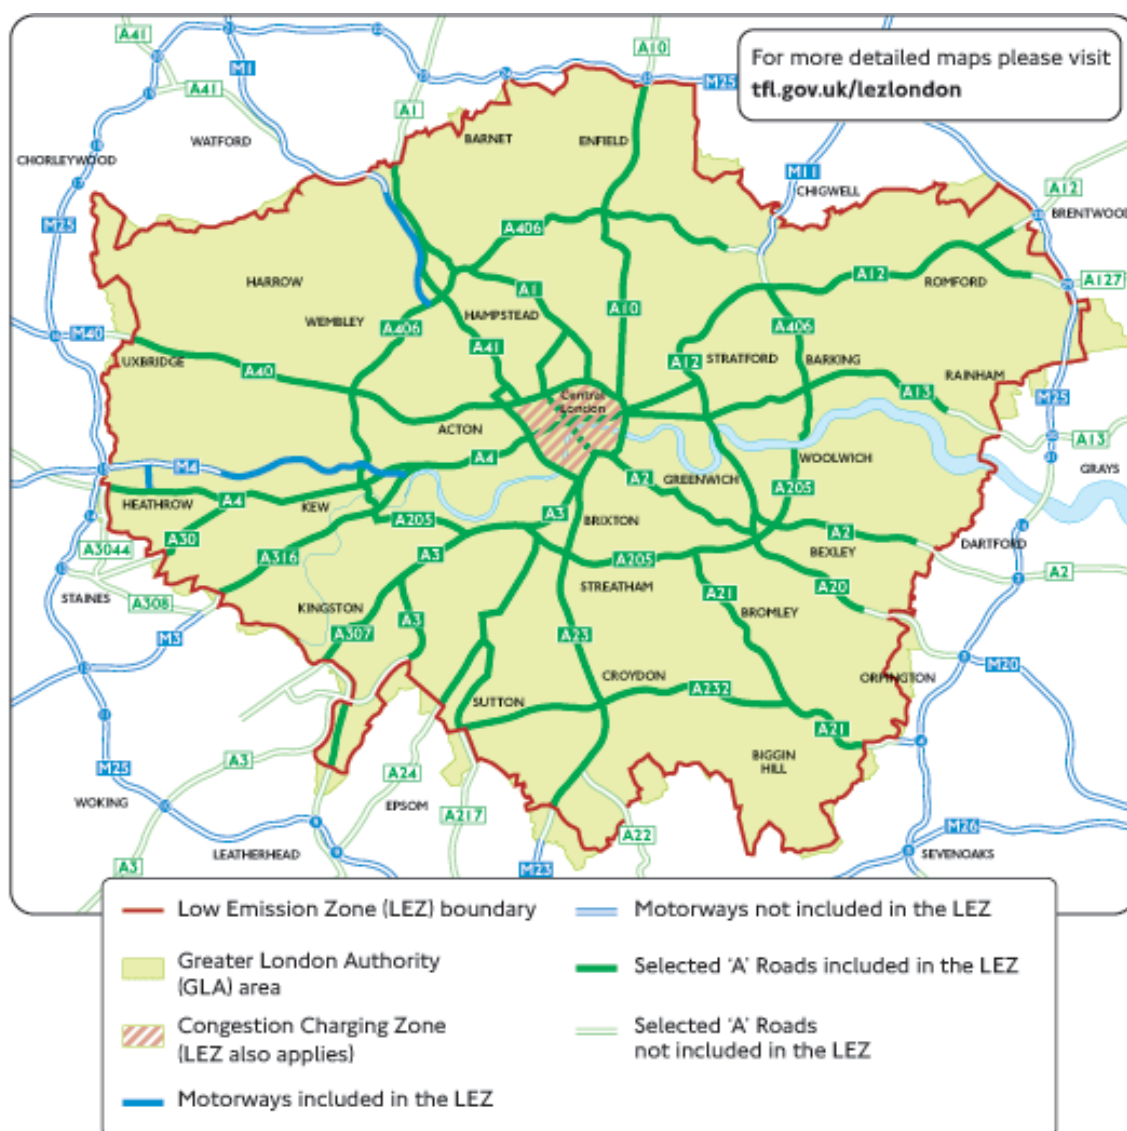 A41
A10
For more detailed maps please visit
tfl.gov.uk/lezlondon
M1
M25
A41
A1
BARNET
ENFIELD
WATFORD
CHORLEYWOOD
M11
CHIGWELL
A12
BRENTWOOD
M25
A406
A12
A127
HARROW
ROMFORD
A1
A10
WEMBLEY
A406
HAMPSTEAD
A406
M40
A41
UXBRIDGE
A12
STRATFORD
BARKING
A40
RAINHAM
Central
London
A13
M25
ACTON
A13
A4
WOOLWICH
M4
GRAYS
A2
GREENWICH
A205
HEATHROW
A4
KEW
A3
A205
BRIXTON
A2
A30
A3044
A316
A3
A205
BEXLEY
DARTFORD
A2
STAINES
A308
KINGSTON
STREATHAM
A21
A20
BROMLEY
M3
A307
A3
A23
M20
CROYDON
ORPINGTON
SUTTON
A232
A21
BIGGIN
HILL
A3
M25
A24
WOKING
EPSOM
A217
A22
M26
LEATHERHEAD
SEVENOAKS
A3
M23
Low Emission Zone (LEZ) boundary
Greater London Authority
(GLA) area
Congestion Charging Zone
(LEZ also applies)
Motorways included in the LEZ
Motorways not included in the LEZ
Selected 'A' Roads included in the LEZ
Selected 'A' Roads
not included in the LEZ